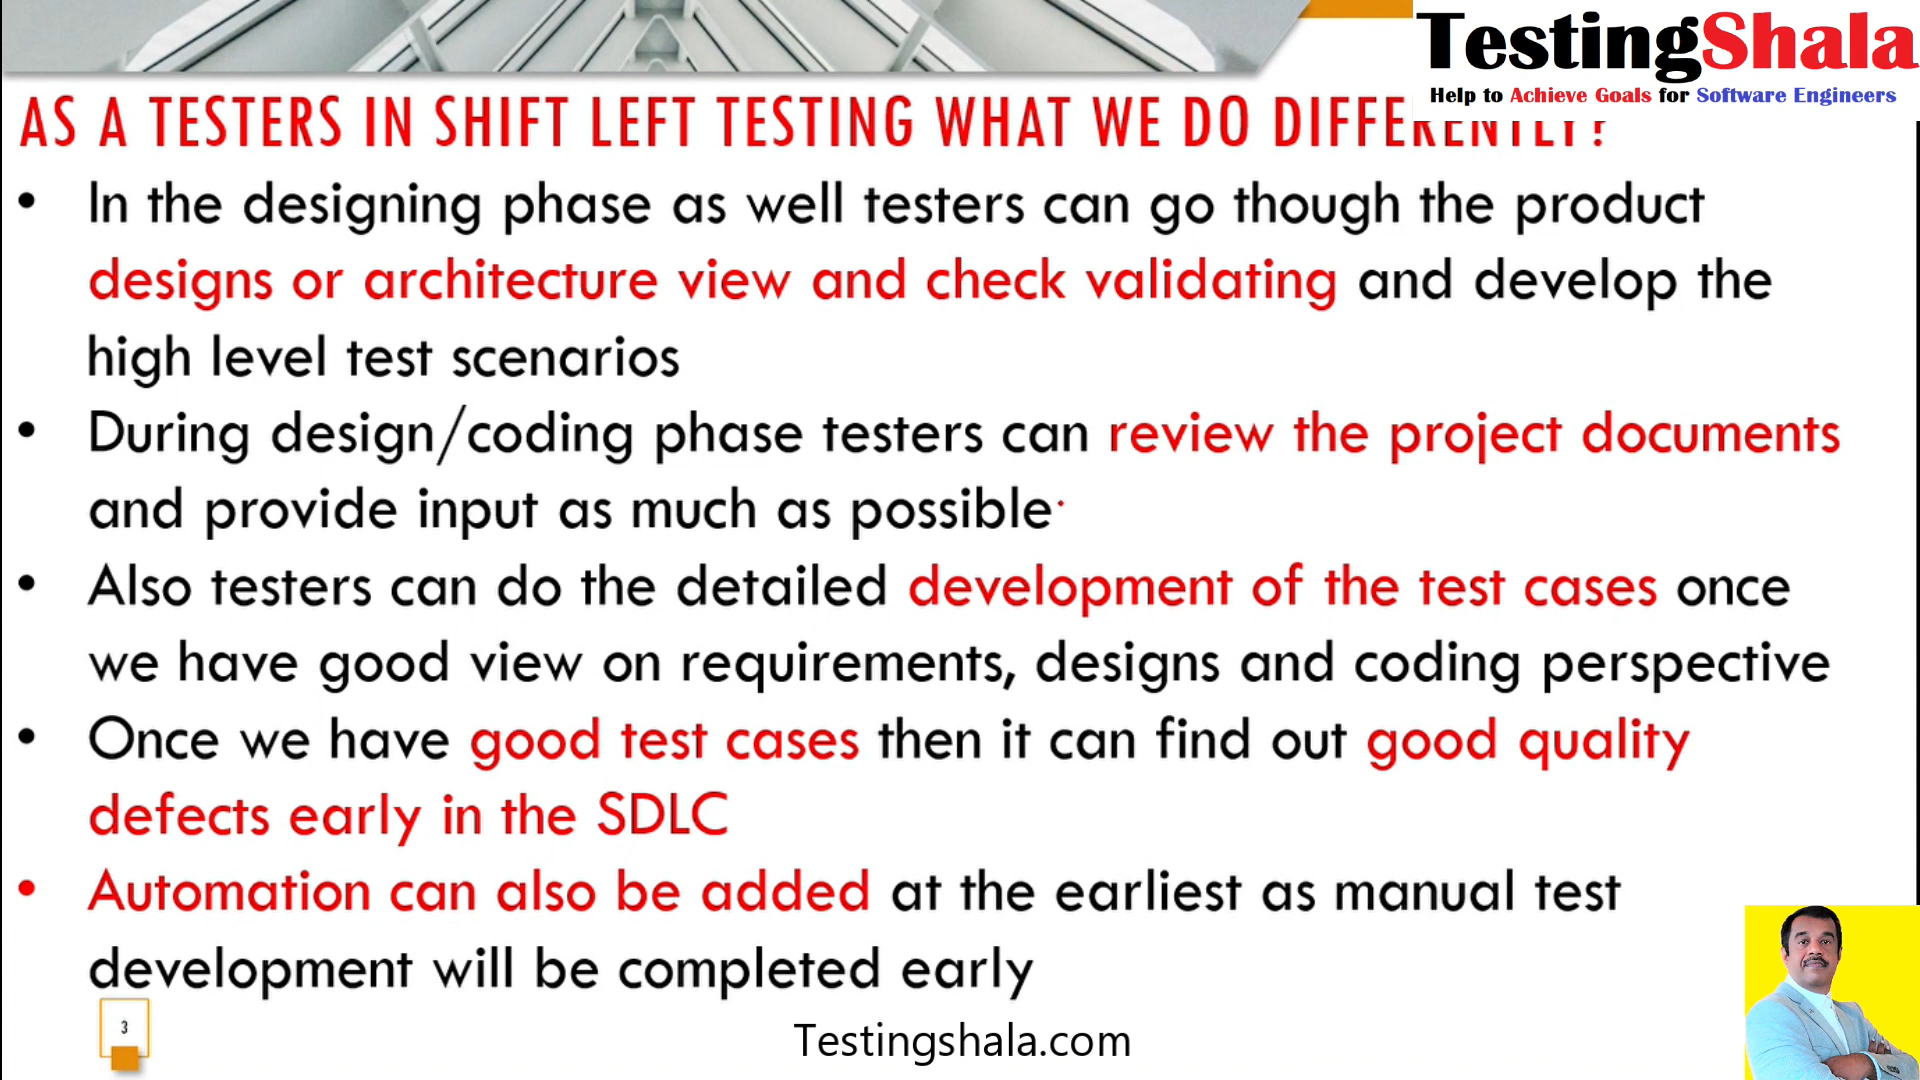 TestingShala
Help to Achieve Goals for Software Engineers
AS A TESTERS IN SHIFT LEFT TESTING WHAT WE DO DIFFERENTLY?
• In the designing phase as well testers can go though the product
designs or architecture view and check validating and develop the
high level test scenarios
• During design/coding phase testers can review the project documents
and provide input as much as possible
• Also testers can do the detailed development of the test cases once
we have good view on requirements, designs and coding perspective
• Once we have good test cases then it can find out good quality
defects early in the SDLC
• Automation can also be added at the earliest as manual test
development will be completed early
3
Testingshala.com